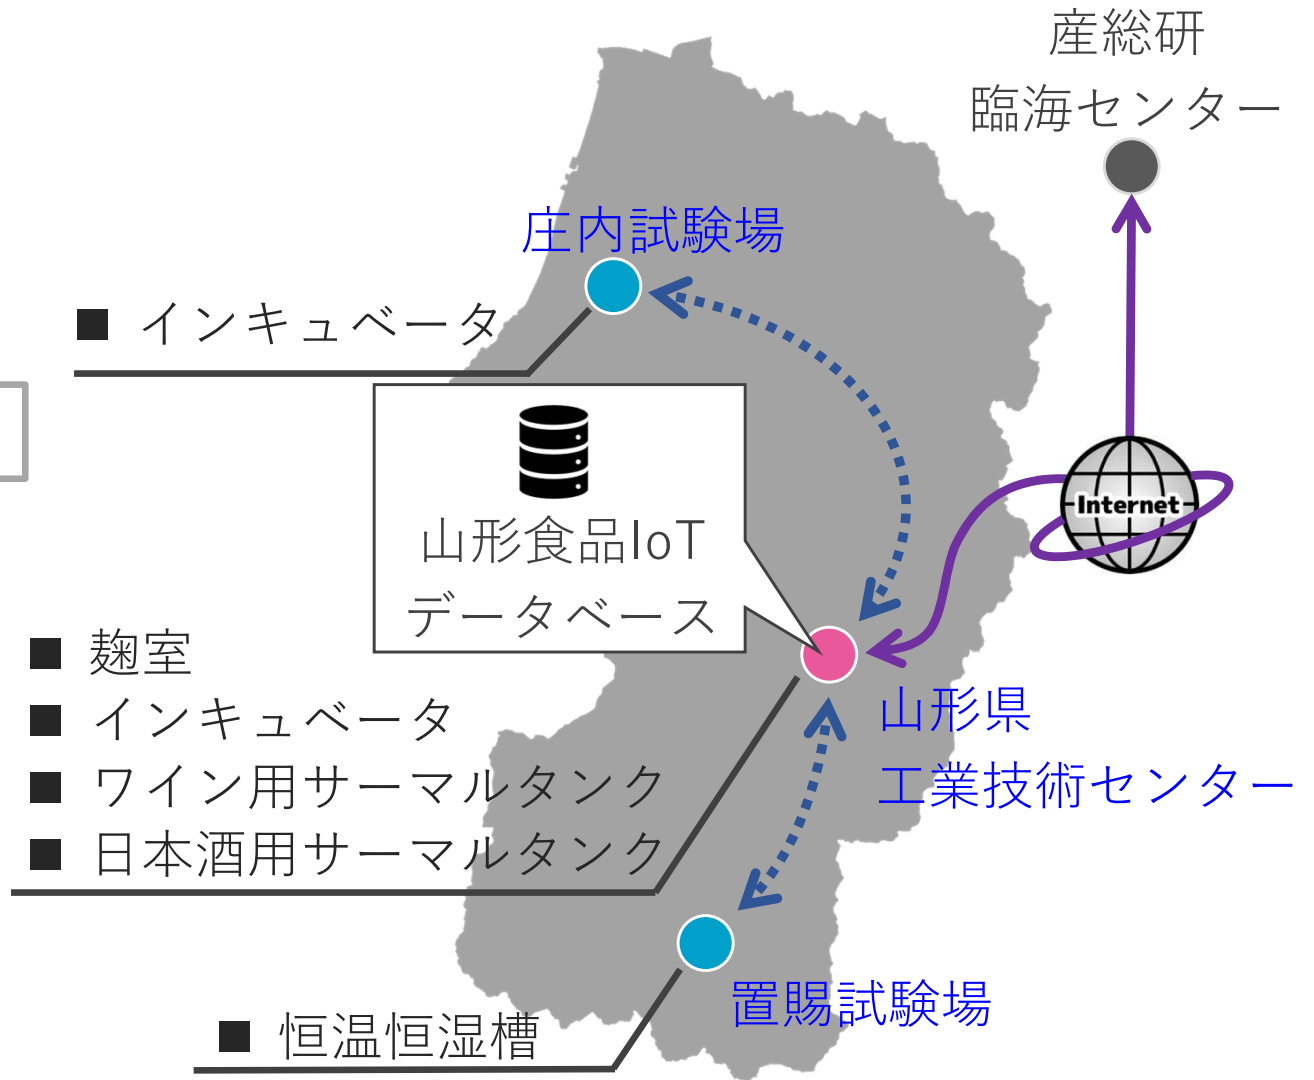 産総研
臨海センター
庄内試験場
■ インキュベータ
山形食品IoT
データベース
Internet
■ 麹室
■ インキュベータ
■ ワイン用サーマルタンク
■ 日本酒用サーマルタンク
山形県
工業技術センター
置賜試験場
■ 恒温恒湿槽